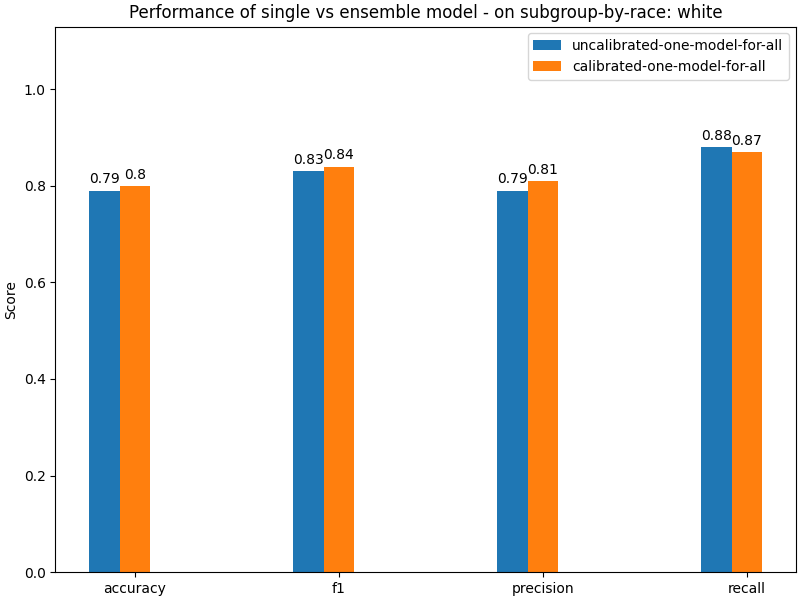 Performance of single vs ensemble model - on subgroup-by-race: white
uncalibrated-one-model-for-all
calibrated-one-model-for-all
Score
1.0
0.8
0.6
0.4
0.2
0.0
0.79
0.8
0.83
0.84
0.79
0.81
0.88
0.87
accuracy
f1
precision
recall